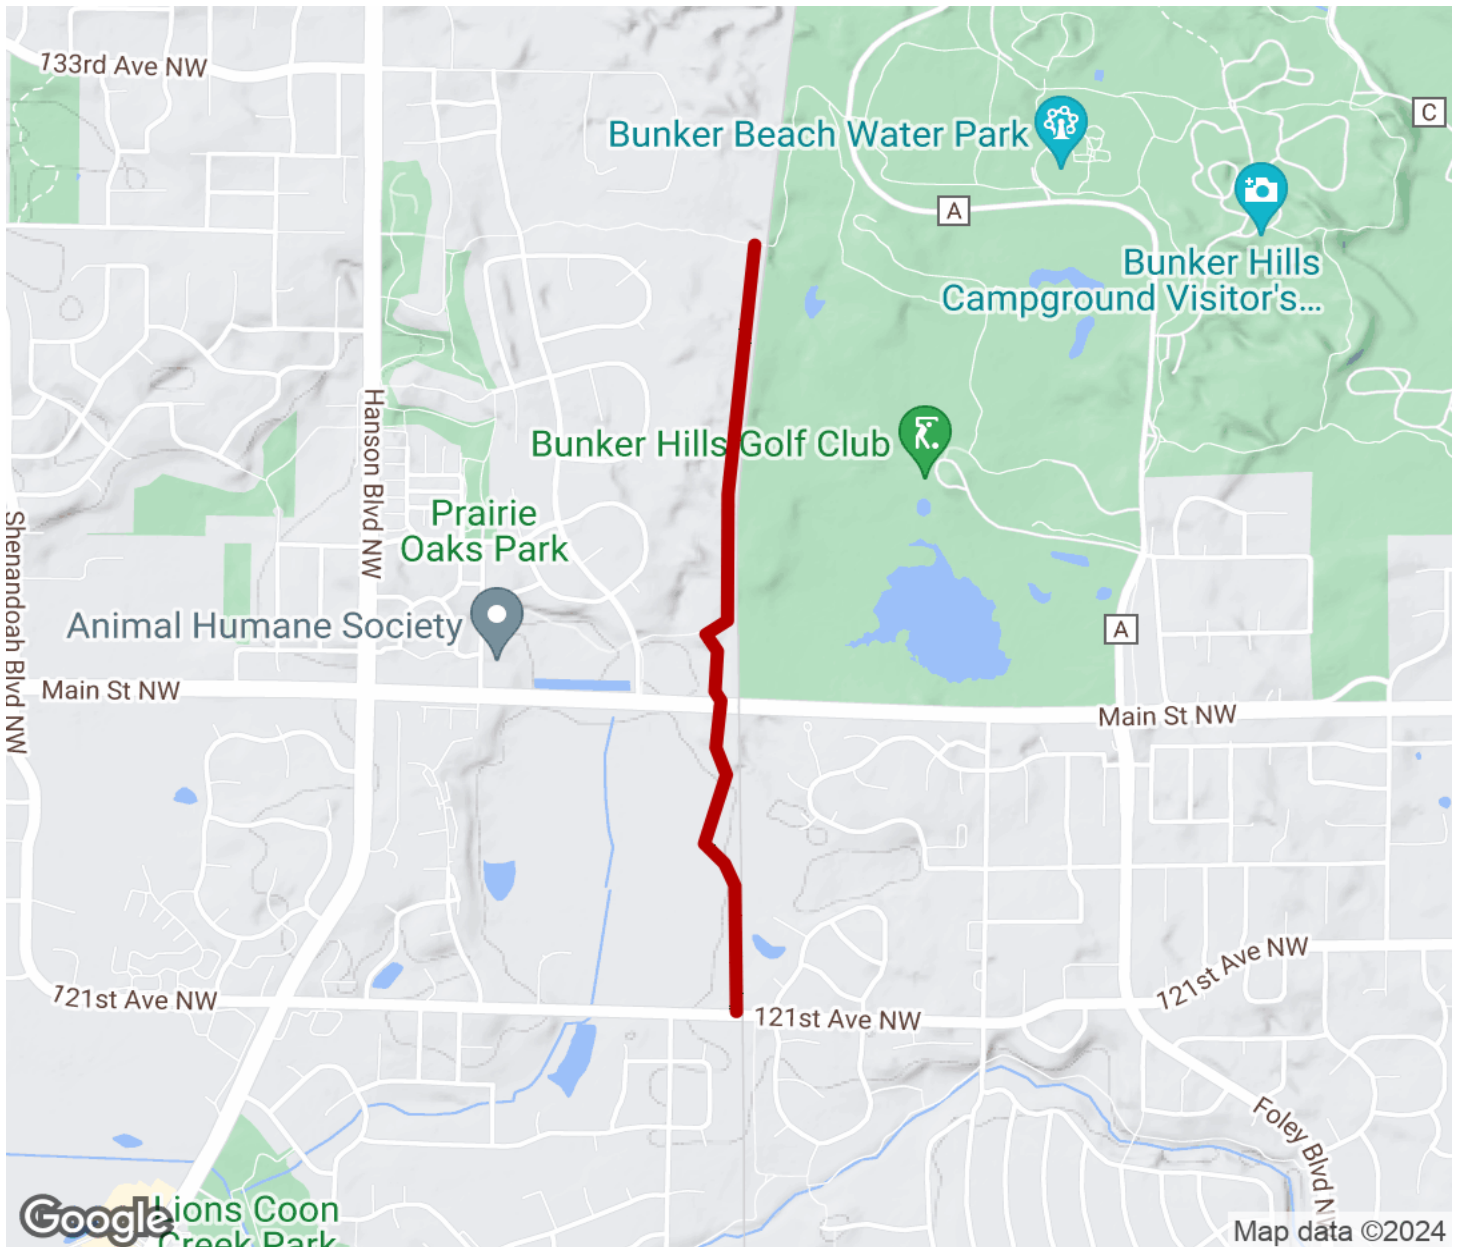 133rd Ave NW
C
Bunker Beach Water Park
A
Bunker Hills
Campground Visitor's...
Hanson Blvd NW
Bunker Hills Golf Club
Prairie
Oaks Park
Shenandoah Blvd NW
Animal Humane Society
A
Main St NW
Main St NW
121st Ave NW
121st Ave NW
121st Ave NW
Foley Blvd NW
Lions Coon
Creek Park
Google
Map data ©2024